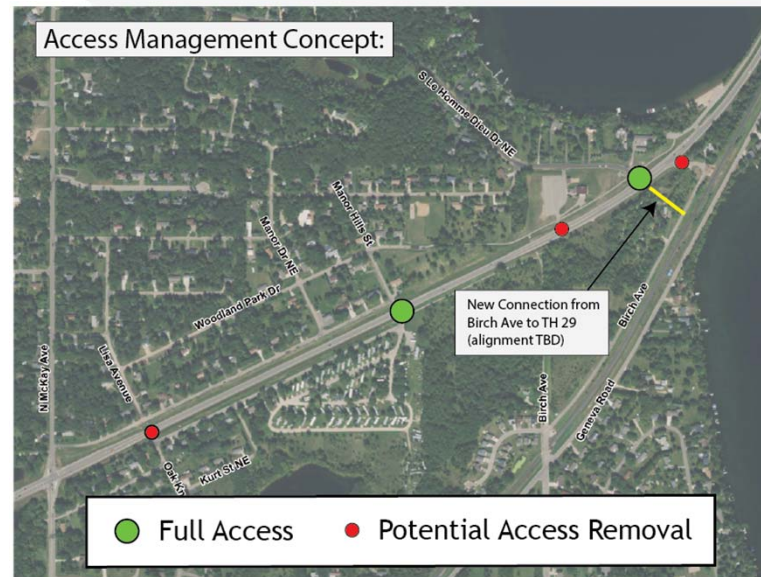 Access Management Concept:
S Le Homme Dieu Dr NE
Manor Hills St
Manor Dr NE
Woodland Park Dr
New Connection from
Birch Ave to TH 29
(alignment TBD)
Birch Ave
Lisa Avenue
N McKay Ave
Birch Ave
Geneva Road
Kurt St NE
Oak
Full Access
Potential Access Removal